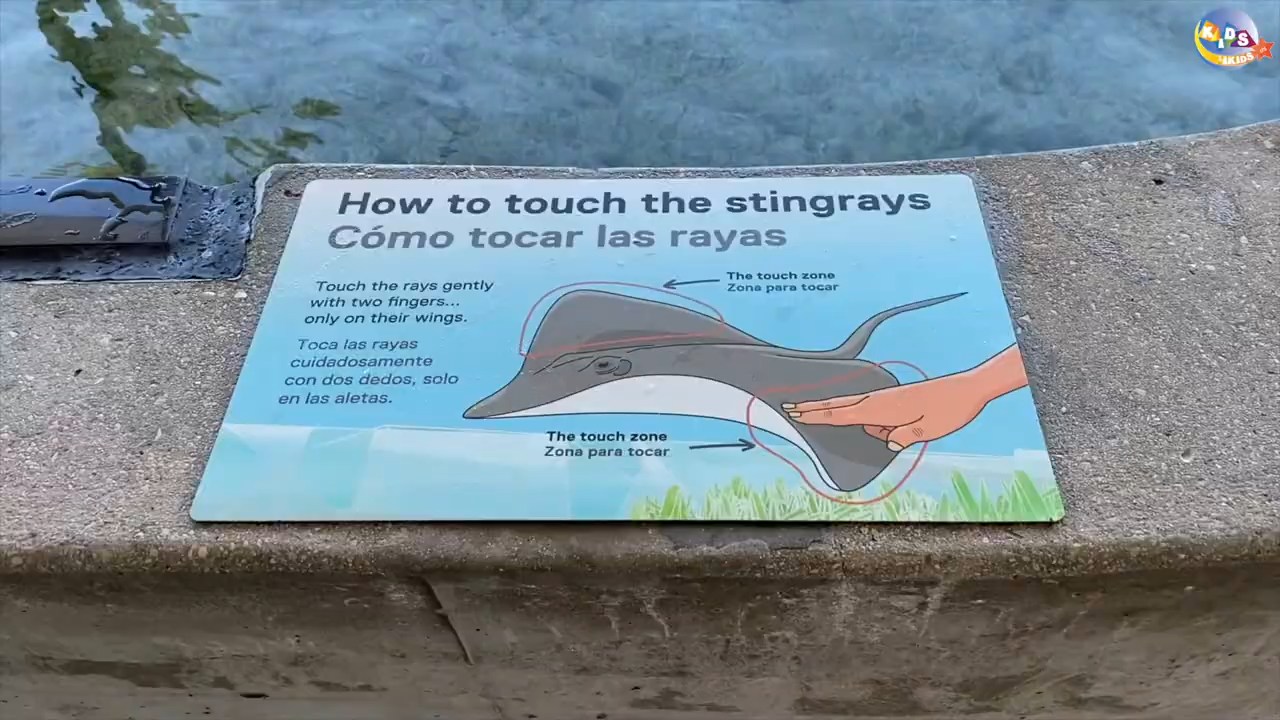 How to touch the stingrays
Cómo tocar las rayas
Touch the rays gently
with two fingers...
only on their wings.
Toca las rayas
cuidadosamente
con dos dedos, solo
en las aletas.
The touch zone
Zona para tocar
The touch zone
Zona para tocar
KIDS
4KIDS